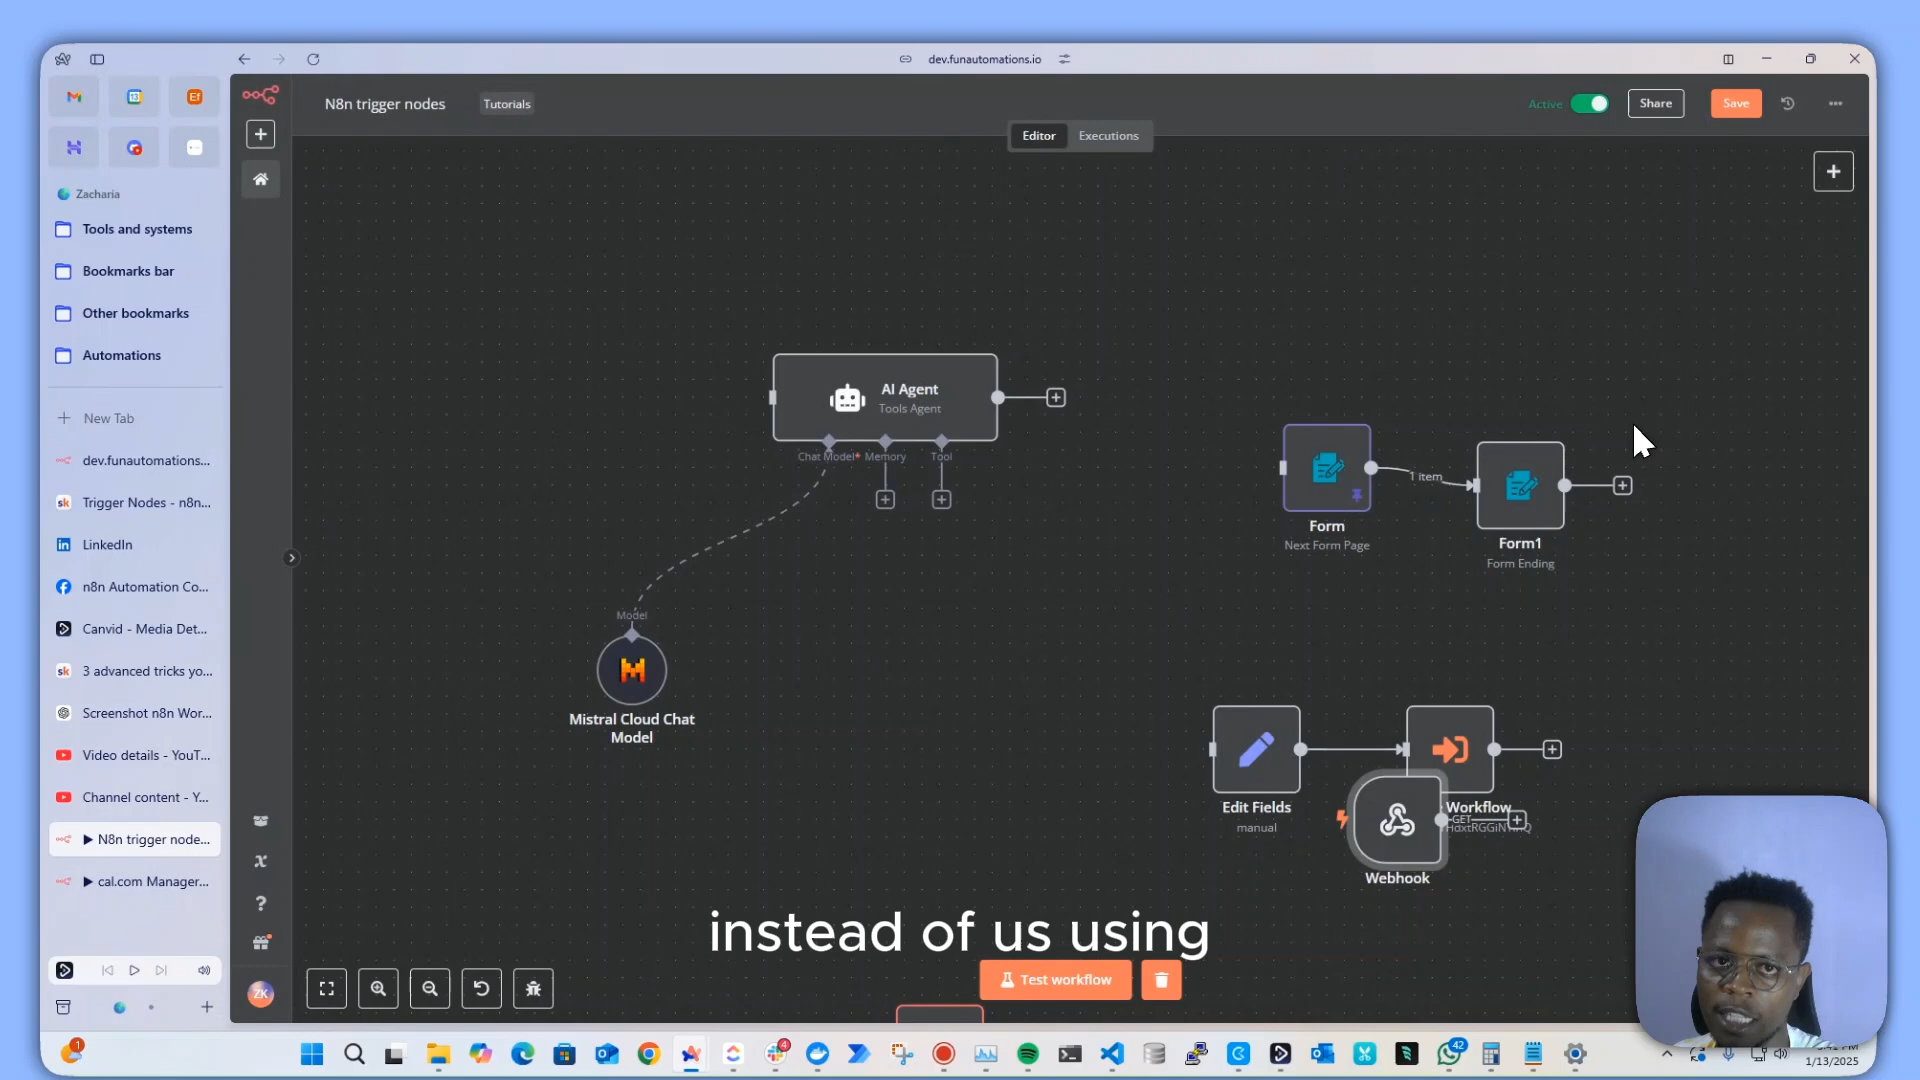 dev.funautomations.io
N8n trigger nodes
Tutorials
Active
Share
Save
Editor
Executions
Zacharia
Tools and systems
Bookmarks bar
Other bookmarks
Automations
New Tab
dev.funautomations...
Trigger Nodes - n8n...
LinkedIn
n8n Automation Co...
Canvid - Media Det...
3 advanced tricks yo...
Screenshot n8n Wor...
Video details - YouT...
Channel content - Y...
N8n trigger node...
cal.com Manager...
AI Agent
Tools Agent
Chat Model*
Memory
Tool
Model
Mistral Cloud Chat
Model
1 item
Form
Next Form Page
Form1
Form Ending
Edit Fields
manual
Workflow
GET
Webhook
instead of us using
Test workflow
ZK
42
1/13/2025